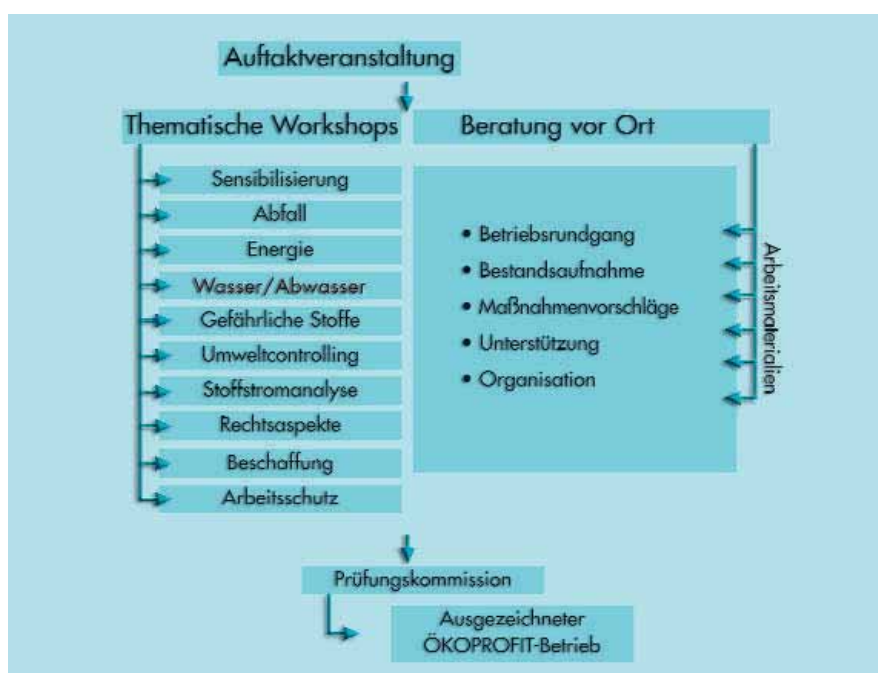 Auftaktveranstaltung
Thematische Workshops
Sensibilisierung
Abfall
Energie
Wasser/Abwasser
Gefährliche Stoffe
Umweltcontrolling
Stoffstromanalyse
Rechtsaspekte
Beschaffung
Arbeitsschutz
Beratung vor Ort
• Betriebsrundgang
• Bestandsaufnahme
• Maßnahmenvorschläge
• Unterstützung
• Organisation
Arbeitsmaterialien
Prüfungskommission
Ausgezeichneter
ÖKOPROFIT-Betrieb